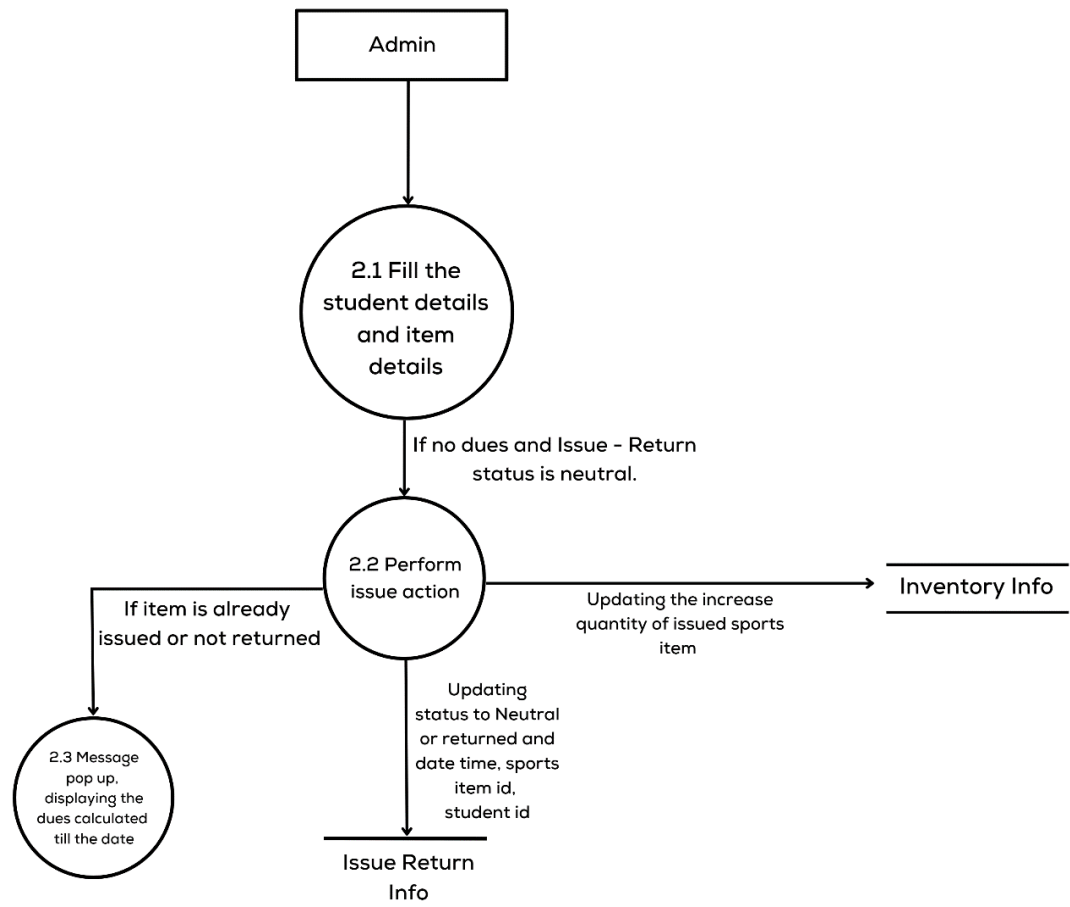 Admin
2.1 Fill the
student details
and item
details
If no dues and Issue - Return
status is neutral.
2.2 Perform
issue action
If item is already
issued or not returned
Updating the increase
quantity of issued sports
item
Inventory Info
Updating
status to Neutral
or returned and
date time, sports
item id,
student id
2.3 Message
pop up,
displaying the
dues calculated
till the date
Issue Return
Info